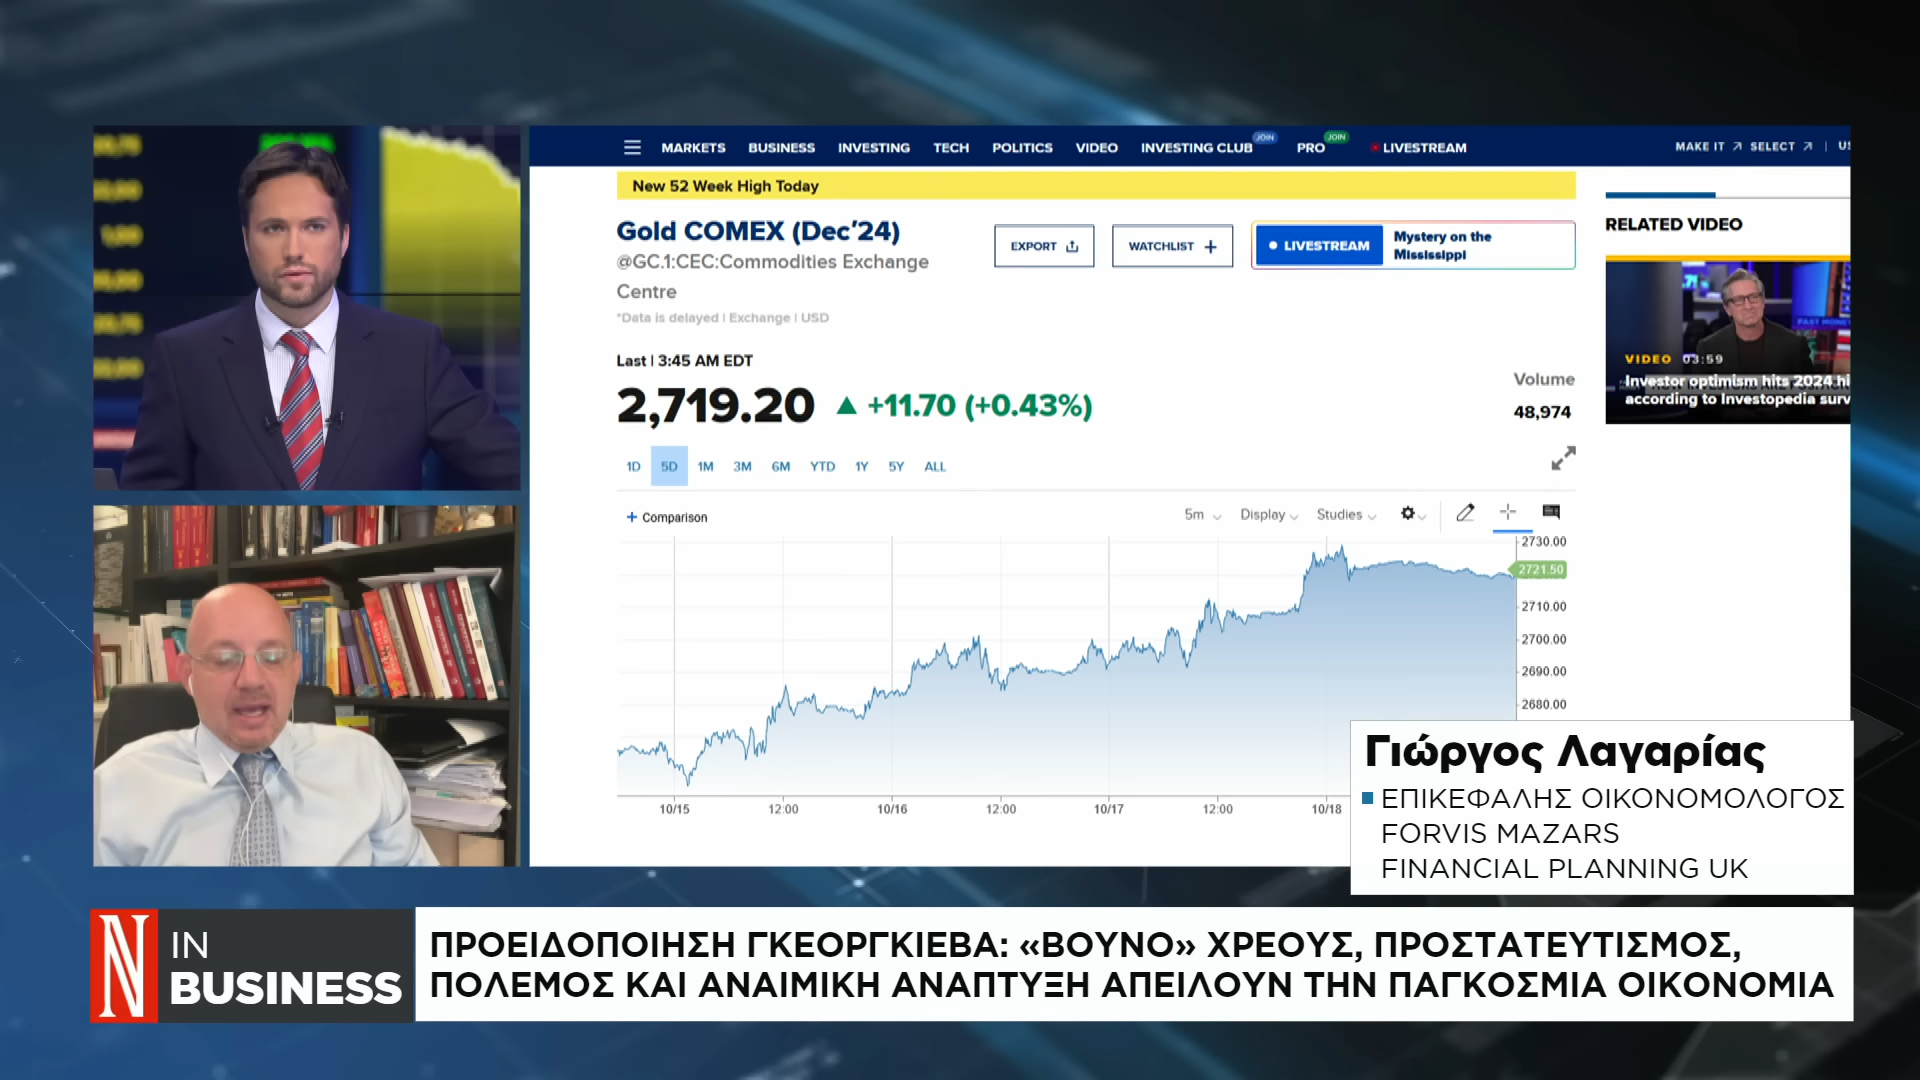 MARKETS BUSINESS INVESTING TECH POLITICS VIDEO INVESTING CLUB JOIN PRO JOIN LIVESTREAM MAKE IT SELECT
New 52 Week High Today
Gold COMEX (Dec'24)
@GC.1:CEC:Commodities Exchange
Centre
*Data is delayed | Exchange | USD
EXPORT
WATCHLIST
LIVESTREAM
Mystery on the
Mississippi
Last | 3:45 AM EDT
2,719.20 +11.70 (+0.43%)
Volume
48,974
1D 5D 1M 3M 6M YTD 1Y 5Y ALL
+ Comparison
5m Display Studies
2730.00
2721.50
2710.00
2700.00
2690.00
2680.00
10/15 12:00 10/16 12:00 10/17 12:00 10/18
RELATED VIDEO
FAST MONEY
VIDEO 03:59
Investor optimism hits 2024 hi
according to Investopedia surv
Γιώργος Λαγαρίας
ΕΠΙΚΕΦΑΛΗΣ ΟΙΚΟΝΟΜΟΛΟΓΟΣ
FORVIS MAZARS
FINANCIAL PLANNING UK
N IN
BUSINESS
ΠΡΟΕΙΔΟΠΟΙΗΣΗ ΓΚΕΟΡΓΚΙΕΒΑ: «ΒΟΥΝΟ» ΧΡΕΟΥΣ, ΠΡΟΣΤΑΤΕΥΤΙΣΜΟΣ,
ΠΟΛΕΜΟΣ ΚΑΙ ΑΝΑΙΜΙΚΗ ΑΝΑΠΤΥΞΗ ΑΠΕΙΛΟΥΝ ΤΗΝ ΠΑΓΚΟΣΜΙΑ ΟΙΚΟΝΟΜΙΑ